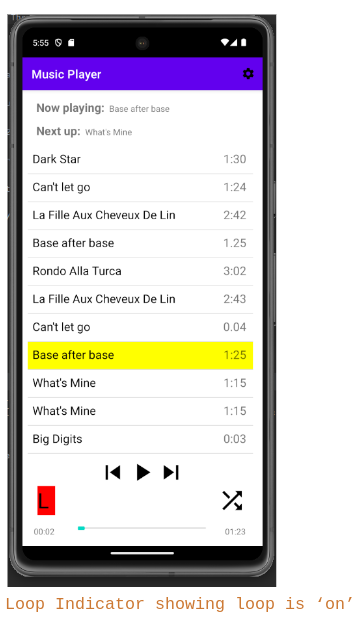 5:55
Music Player
Now playing: Base after base
Next up: What's Mine
Dark Star 1:30
Can't let go 1:24
La Fille Aux Cheveux De Lin 2:42
Base after base 1.25
Rondo Alla Turca 3:02
La Fille Aux Cheveux De Lin 2:43
Can't let go 0.04
Base after base 1:25
What's Mine 1:15
What's Mine 1:15
Big Digits 0:03
L
00:02 01:23
Loop Indicator showing loop is ‘on’